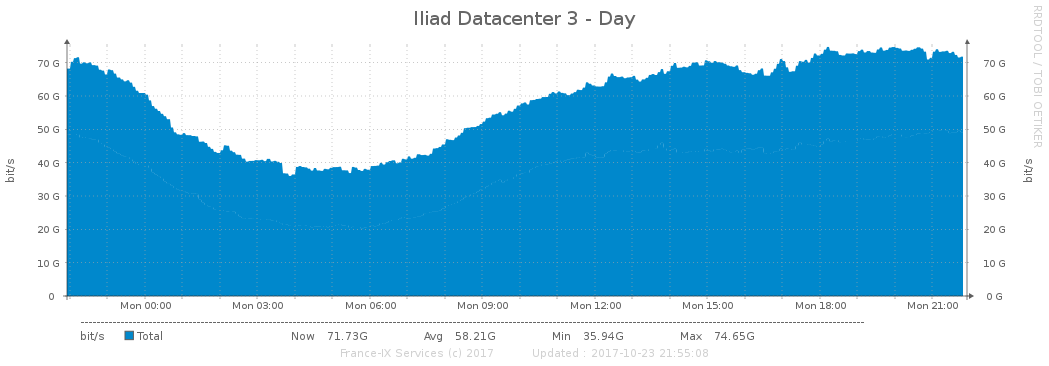 Iliad Datacenter 3 - Day
RRDTOOL / TOBI OETIKER
bit/s
70 G
60 G
50 G
40 G
30 G
20 G
10 G
0
70 G
60 G
50 G
40 G
30 G
20 G
10 G
0 G
bit/s
Mon 00:00 Mon 03:00 Mon 06:00 Mon 09:00 Mon 12:00 Mon 15:00 Mon 18:00 Mon 21:00
bit/s Total Now 71.73G Avg 58.21G Min 35.94G Max 74.65G
France-IX Services (c) 2017 Updated : 2017-10-23 21:55:08